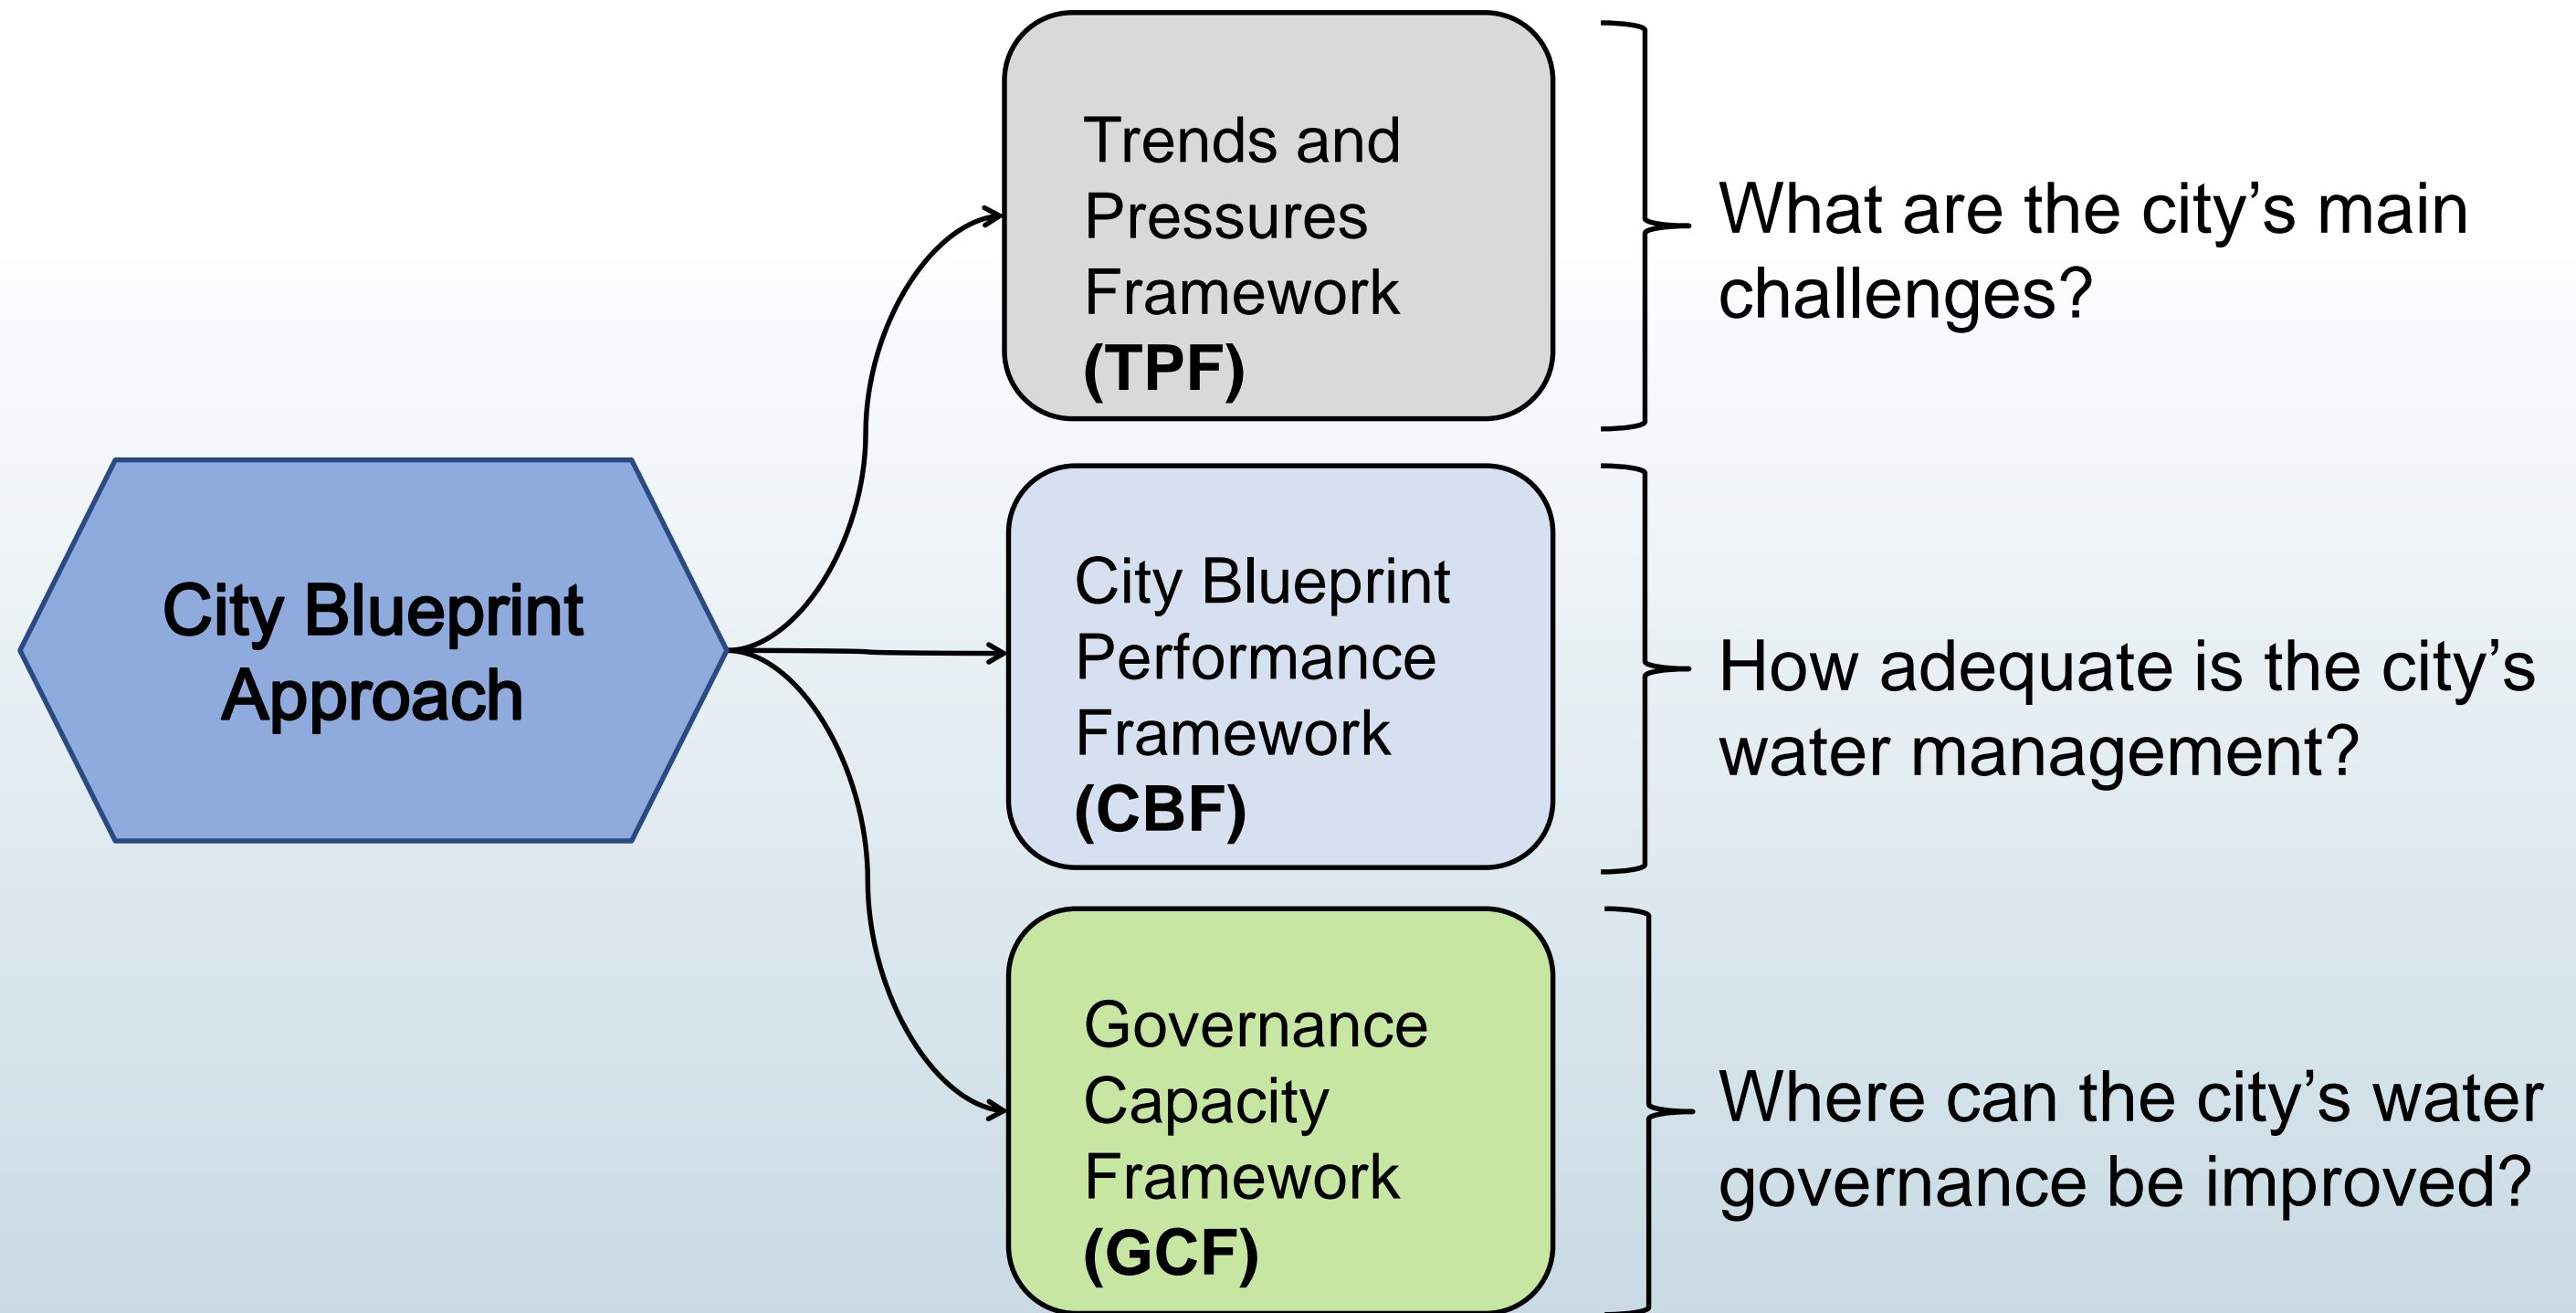 City Blueprint
Approach
Trends and
Pressures
Framework
(TPF)
What are the city’s main
challenges?
City Blueprint
Performance
Framework
(CBF)
How adequate is the city’s
water management?
Governance
Capacity
Framework
(GCF)
Where can the city’s water
governance be improved?